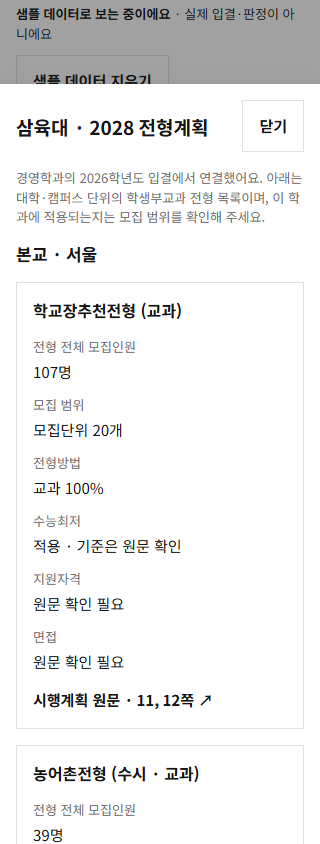 샘플 데이터로 보는 중이에요 · 실제 입결·판정이 아
니에요
샘플 데이터 지우기
삼육대 · 2028 전형계획
닫기
경영학과의 2026학년도 입결에서 연결했어요. 아래는
대학·캠퍼스 단위의 학생부교과 전형 목록이며, 이 학
과에 적용되는지는 모집 범위를 확인해 주세요.
본교 · 서울
학교장추천전형 (교과)
전형 전체 모집인원
107명
모집 범위
모집단위 20개
전형방법
교과 100%
수능최저
적용 · 기준은 원문 확인
지원자격
원문 확인 필요
면접
원문 확인 필요
시행계획 원문 · 11, 12쪽 ↗
농어촌전형 (수시 · 교과)
전형 전체 모집인원
39명